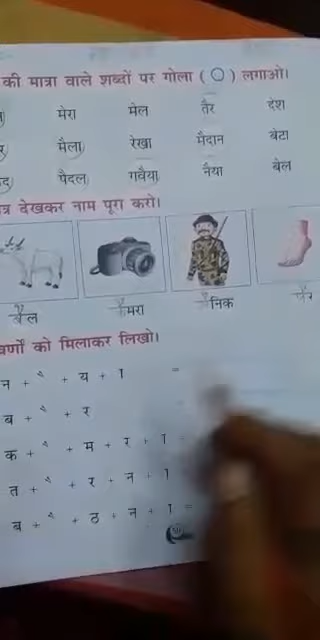 की मात्रा वाले शब्दों पर गोला ( ) लगाओ।
मेरा मेल तैर देश
मैला रेखा मैदान बेटा
पैदल गवैया नैया बेल
देखकर नाम पूरा करो।
बैल कैमरा सैनिक पैर
वर्णों को मिलाकर लिखो।
न + ै + य + ा =
ब + ै + र
क + ै + म + र + ा
त + ै + र + न + ा
ब + ै + ठ + न + ा =